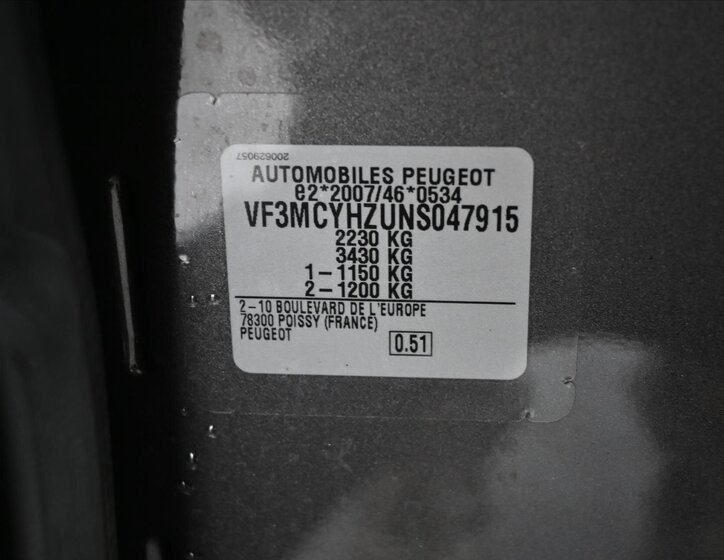 200629057
AUTOMOBILES PEUGEOT
e2*2007/46*0534
VF3MCYHZUNS047915
2230 KG
3430 KG
1-1150 KG
2-1200 KG
2-10 BOULEVARD DE L'EUROPE
78300 POISSY (FRANCE)
PEUGEOT
0.51